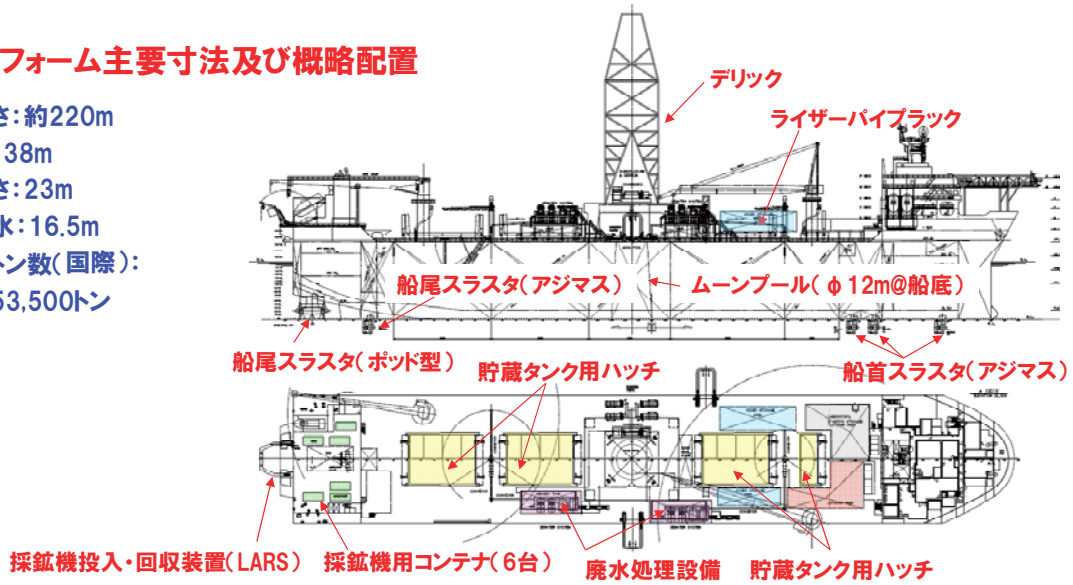 フォーム主要寸法及び概略配置
さ：約220m
38m
さ：23m
水：16.5m
トン数(国際)：
53,500トン
デリック
ライザーパイプラック
船尾スラスタ(アジマス)
ムーンプール(φ12m@船底)
船尾スラスタ(ポッド型)
貯蔵タンク用ハッチ
船首スラスタ(アジマス)
採鉱機投入・回収装置(LARS)
採鉱機用コンテナ(6台)
廃水処理設備
貯蔵タンク用ハッチ